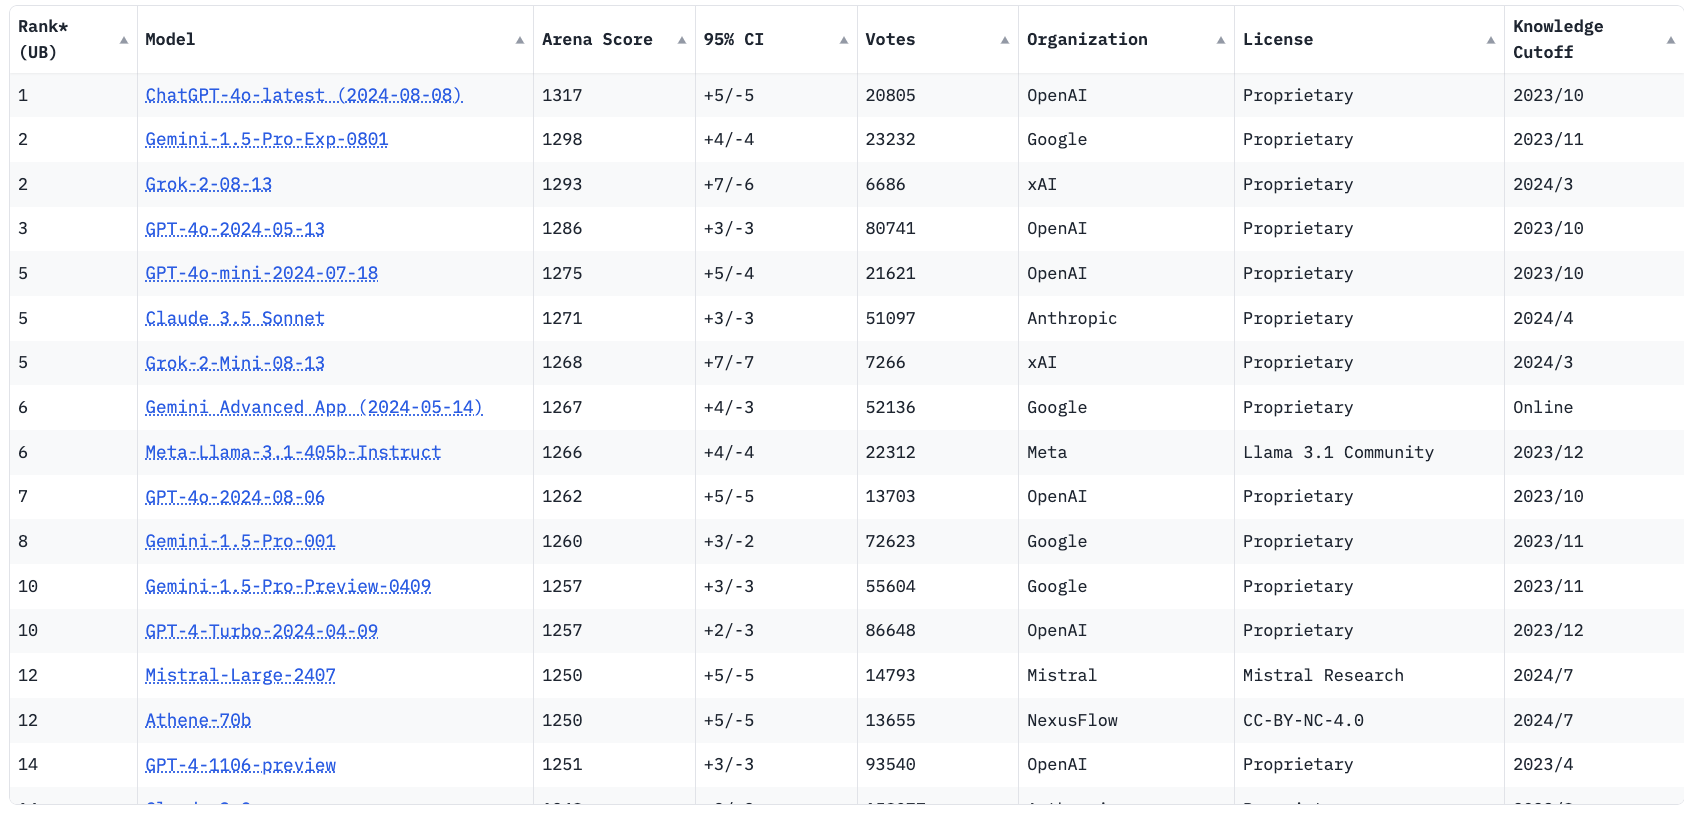 Rank* (UB) ▲ Model ▲ Arena Score ▲ 95% CI ▲ Votes ▲ Organization ▲ License ▲ Knowledge Cutoff ▲
1 ChatGPT-4o-latest (2024-08-08) 1317 +5/-5 20805 OpenAI Proprietary 2023/10
2 Gemini-1.5-Pro-Exp-0801 1298 +4/-4 23232 Google Proprietary 2023/11
2 Grok-2-08-13 1293 +7/-6 6686 xAI Proprietary 2024/3
3 GPT-4o-2024-05-13 1286 +3/-3 80741 OpenAI Proprietary 2023/10
5 GPT-4o-mini-2024-07-18 1275 +5/-4 21621 OpenAI Proprietary 2023/10
5 Claude 3.5 Sonnet 1271 +3/-3 51097 Anthropic Proprietary 2024/4
5 Grok-2-Mini-08-13 1268 +7/-7 7266 xAI Proprietary 2024/3
6 Gemini Advanced App (2024-05-14) 1267 +4/-3 52136 Google Proprietary Online
6 Meta-Llama-3.1-405b-Instruct 1266 +4/-4 22312 Meta Llama 3.1 Community 2023/12
7 GPT-4o-2024-08-06 1262 +5/-5 13703 OpenAI Proprietary 2023/10
8 Gemini-1.5-Pro-001 1260 +3/-2 72623 Google Proprietary 2023/11
10 Gemini-1.5-Pro-Preview-0409 1257 +3/-3 55604 Google Proprietary 2023/11
10 GPT-4-Turbo-2024-04-09 1257 +2/-3 86648 OpenAI Proprietary 2023/12
12 Mistral-Large-2407 1250 +5/-5 14793 Mistral Mistral Research 2024/7
12 Athene-70b 1250 +5/-5 13655 NexusFlow CC-BY-NC-4.0 2024/7
14 GPT-4-1106-preview 1251 +3/-3 93540 OpenAI Proprietary 2023/4